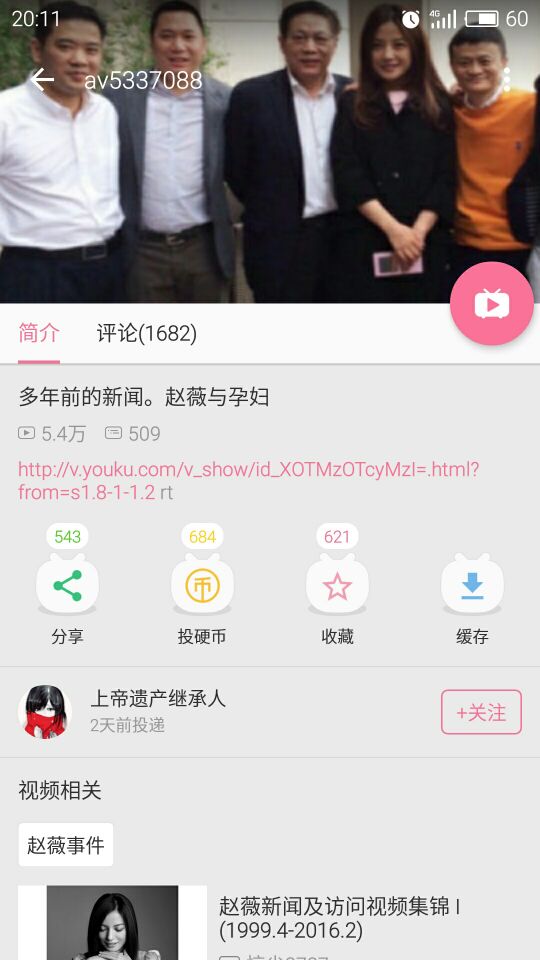 20:11
4G
60
av5337088
简介
评论(1682)
多年前的新闻。赵薇与孕妇
5.4万
509
http://v.youku.com/v_show/id_XOTMzOTcyMzI=.html?
from=s1.8-1-1.2 rt
543
684
621
币
分享
投硬币
收藏
缓存
上帝遗产继承人
2天前投递
+关注
视频相关
赵薇事件
赵薇新闻及访问视频集锦 I
(1999.4-2016.2)